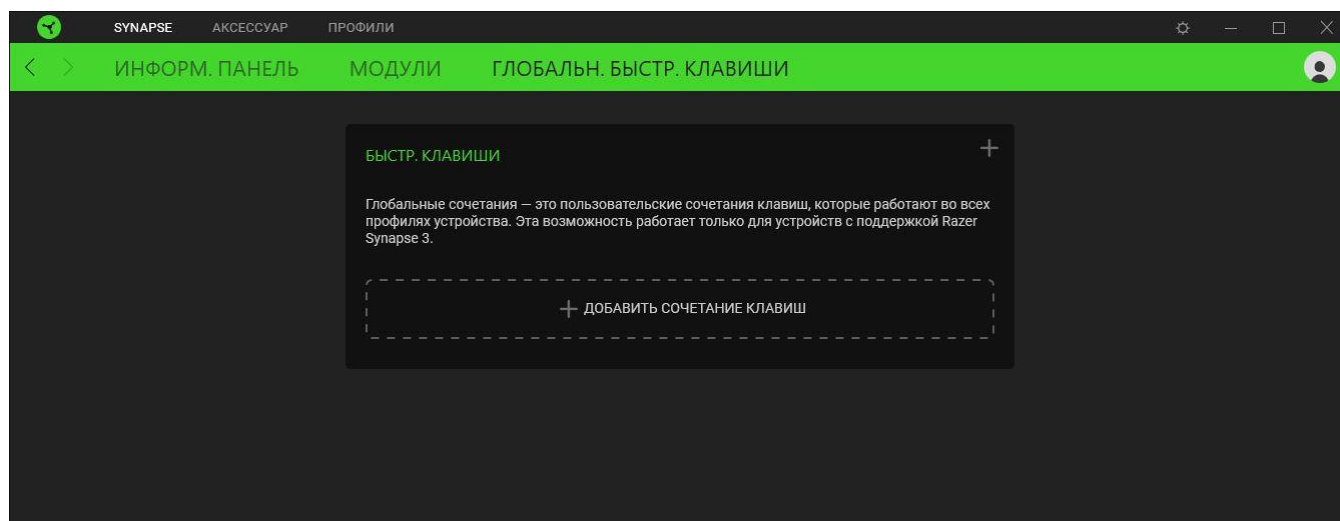 SYNAPSE АКСЕССУАР ПРОФИЛИ
ИНФОРМ. ПАНЕЛЬ МОДУЛИ ГЛОБАЛЬН. БЫСТР. КЛАВИШИ
БЫСТР. КЛАВИШИ
Глобальные сочетания — это пользовательские сочетания клавиш, которые работают во всех
профилях устройства. Эта возможность работает только для устройств с поддержкой Razer
Synapse 3.
ДОБАВИТЬ СОЧЕТАНИЕ КЛАВИШ